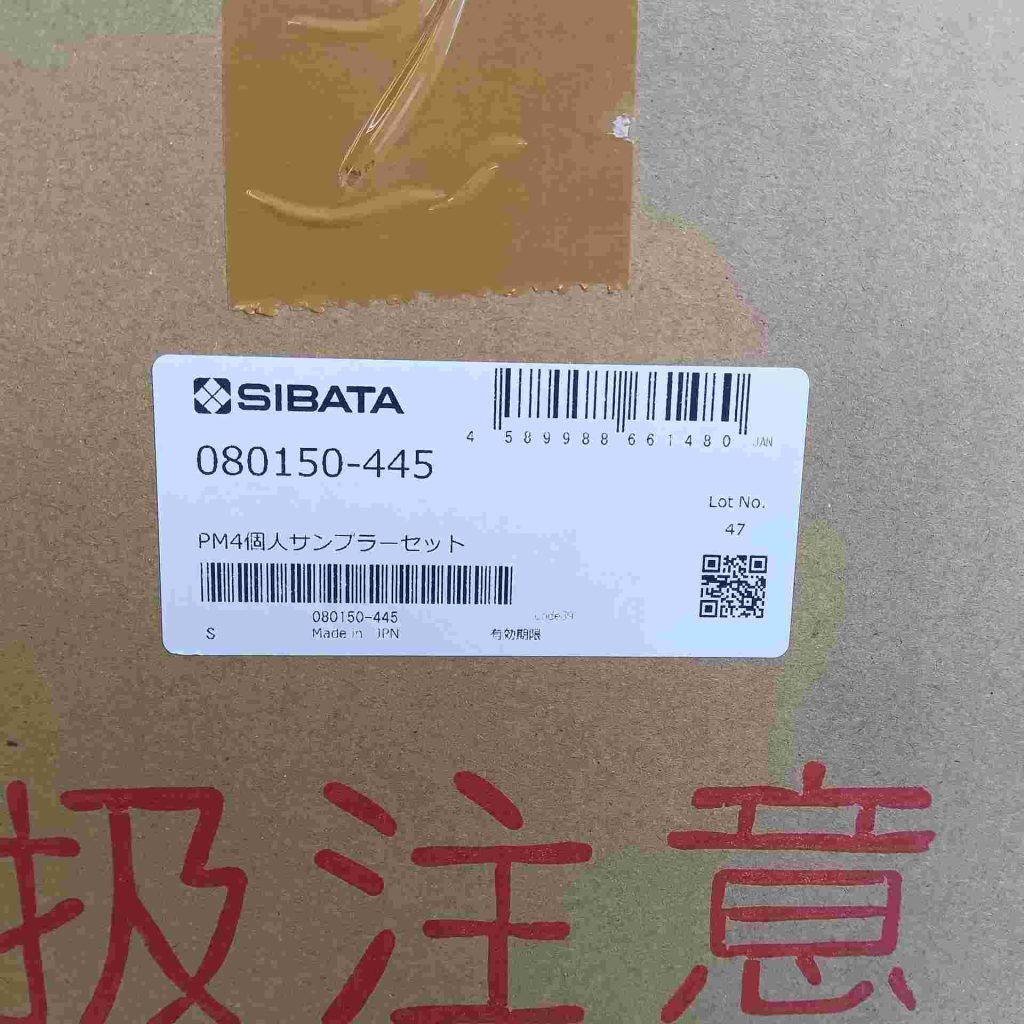 SIBATA
4 589988 661480 JAN
080150-445
Lot No.
47
PM4個人サンプラーセット
080150-445
code39
S
Made in JPN
有効期限
扱注意